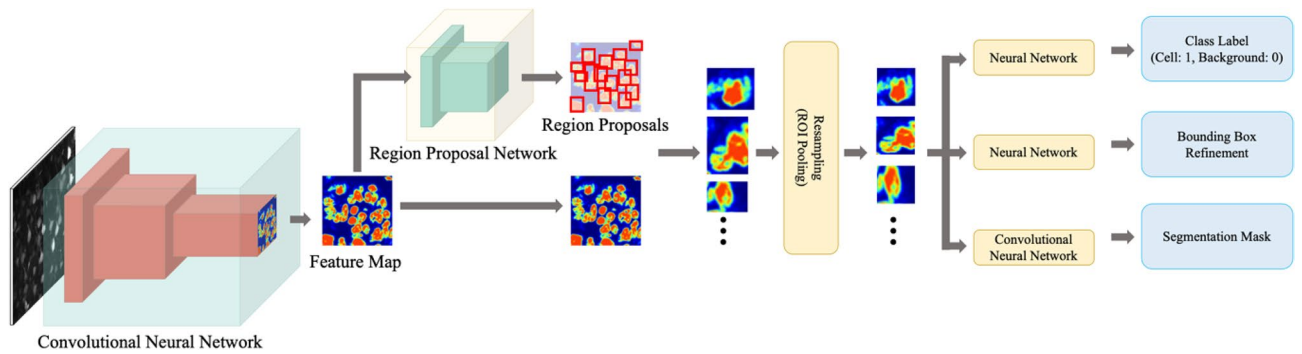 Convolutional Neural Network
Feature Map
Region Proposal Network
Region Proposals
Resampling
(ROI Pooling)
Neural Network
Class Label
(Cell: 1, Background: 0)
Neural Network
Bounding Box
Refinement
Convolutional
Neural Network
Segmentation Mask